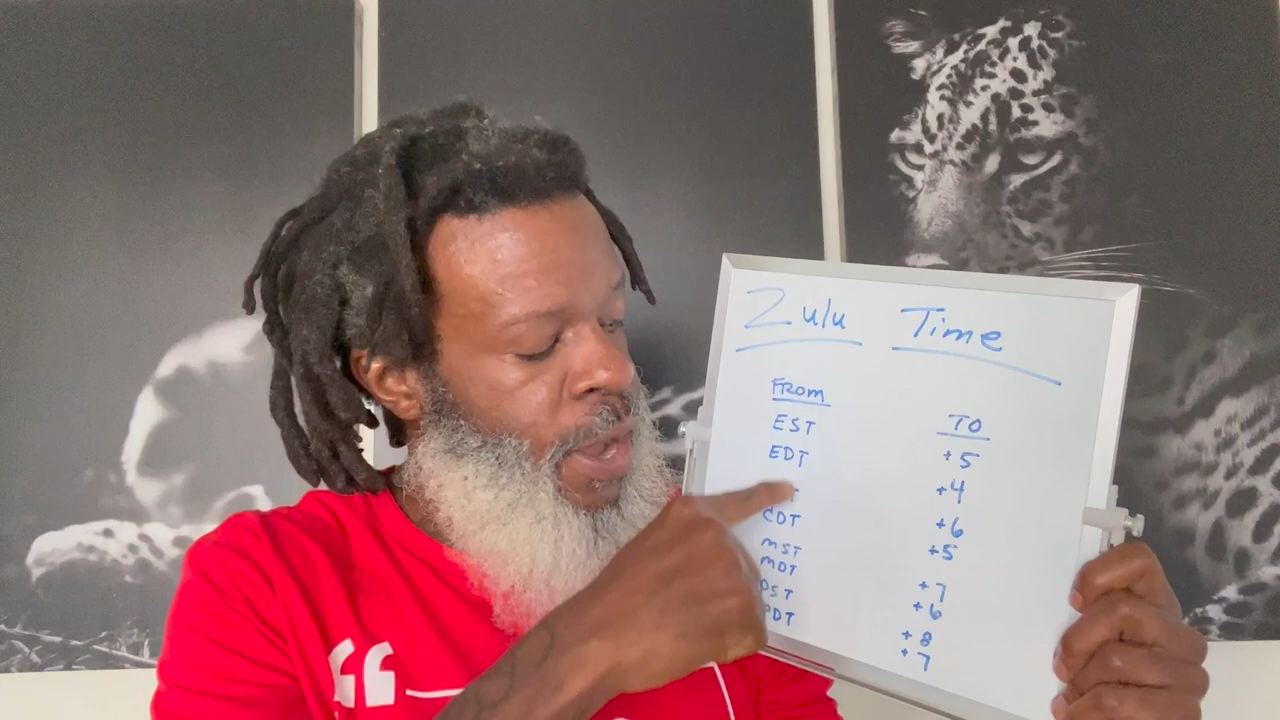 Zulu Time
FROM TO
EST +5
EDT +4
+6
CDT +5
MST +7
MDT +6
PST +8
PDT +7
“